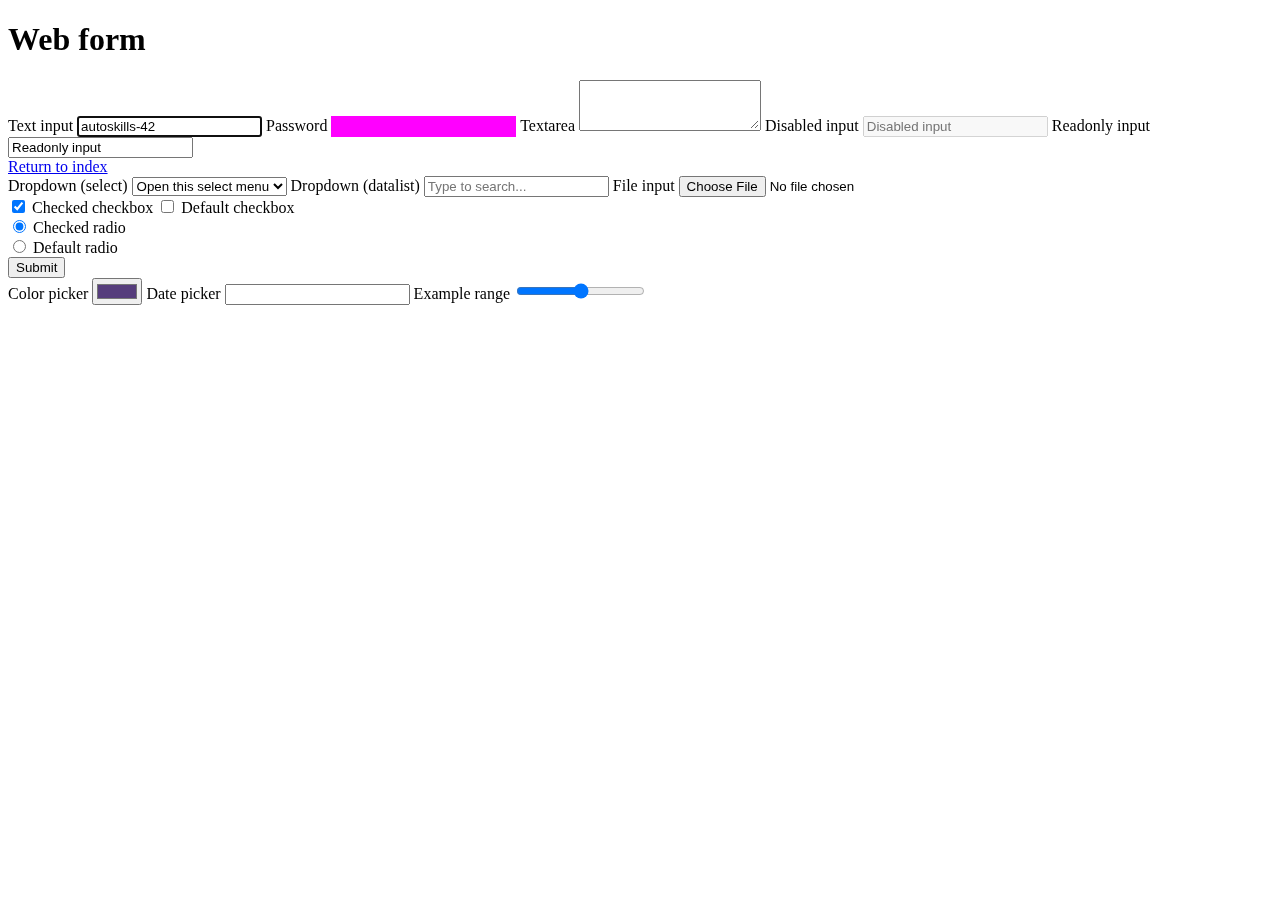 Web form
Text input autoskills-42 Password Textarea Disabled input Disabled input Readonly input
Readonly input
Return to index
Dropdown (select) Open this select menu Dropdown (datalist) Type to search... File input Choose File No file chosen
Checked checkbox Default checkbox
Checked radio
Default radio
Submit
Color picker Date picker Example range